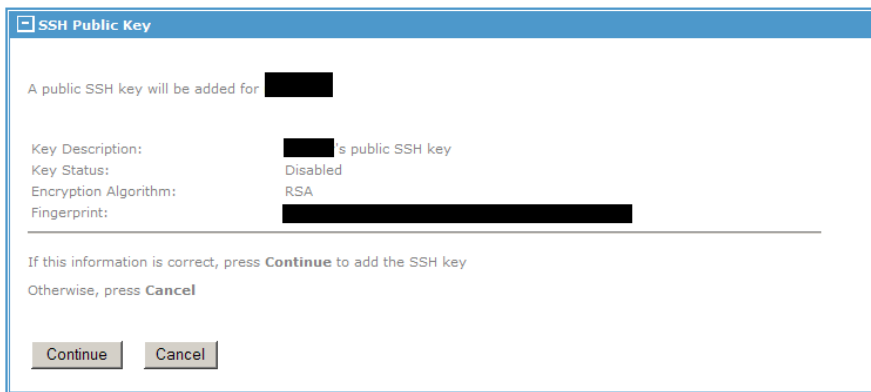 SSH Public Key
A public SSH key will be added for
Key Description: 's public SSH key
Key Status: Disabled
Encryption Algorithm: RSA
Fingerprint:
If this information is correct, press Continue to add the SSH key
Otherwise, press Cancel
Continue Cancel